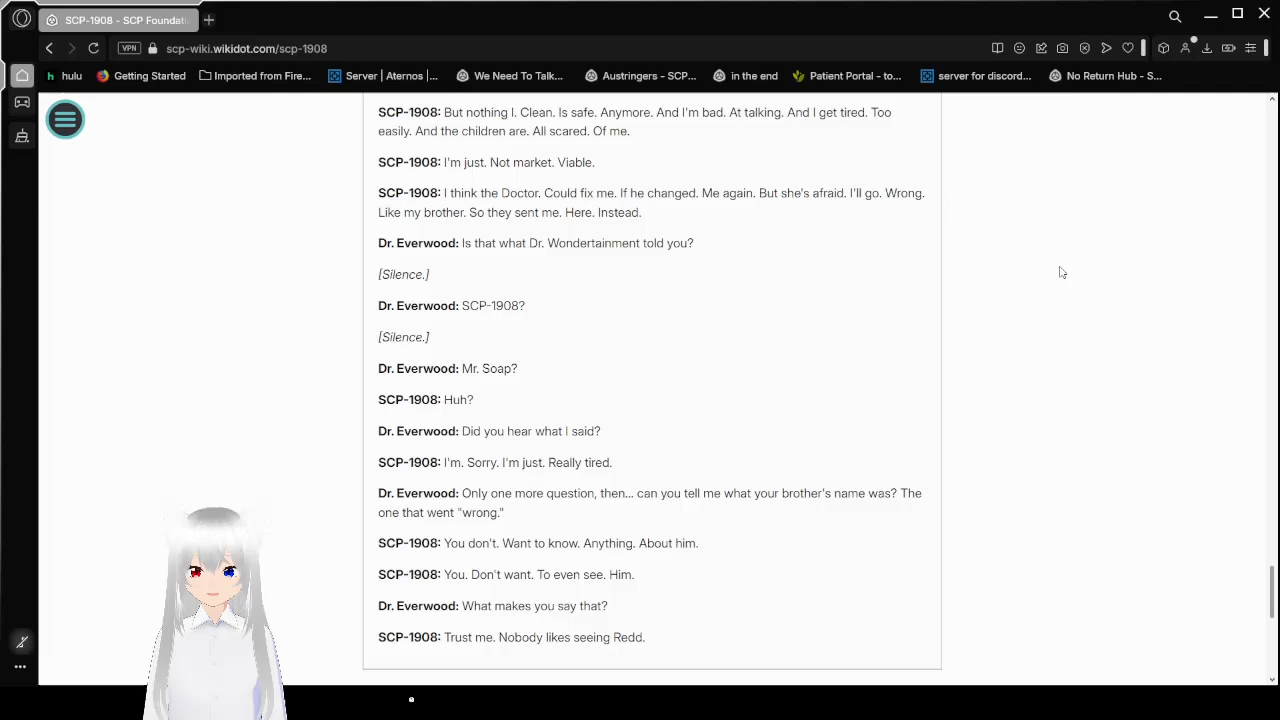 SCP-1908 - SCP Foundati
VPN scp-wiki.wikidot.com/scp-1908
hulu Getting Started Imported from Fire... Server | Aternos |... We Need To Talk... Austringers - SCP... in the end Patient Portal - to... server for discord... No Return Hub - S...
SCP-1908: But nothing I. Clean. Is safe. Anymore. And I'm bad. At talking. And I get tired. Too
easily. And the children are. All scared. Of me.
SCP-1908: I'm just. Not market. Viable.
SCP-1908: I think the Doctor. Could fix me. If he changed. Me again. But she's afraid. I'll go. Wrong.
Like my brother. So they sent me. Here. Instead.
Dr. Everwood: Is that what Dr. Wondertainment told you?
[Silence.]
Dr. Everwood: SCP-1908?
[Silence.]
Dr. Everwood: Mr. Soap?
SCP-1908: Huh?
Dr. Everwood: Did you hear what I said?
SCP-1908: I'm. Sorry. I'm just. Really tired.
Dr. Everwood: Only one more question, then... can you tell me what your brother's name was? The
one that went "wrong."
SCP-1908: You don't. Want to know. Anything. About him.
SCP-1908: You. Don't want. To even see. Him.
Dr. Everwood: What makes you say that?
SCP-1908: Trust me. Nobody likes seeing Redd.